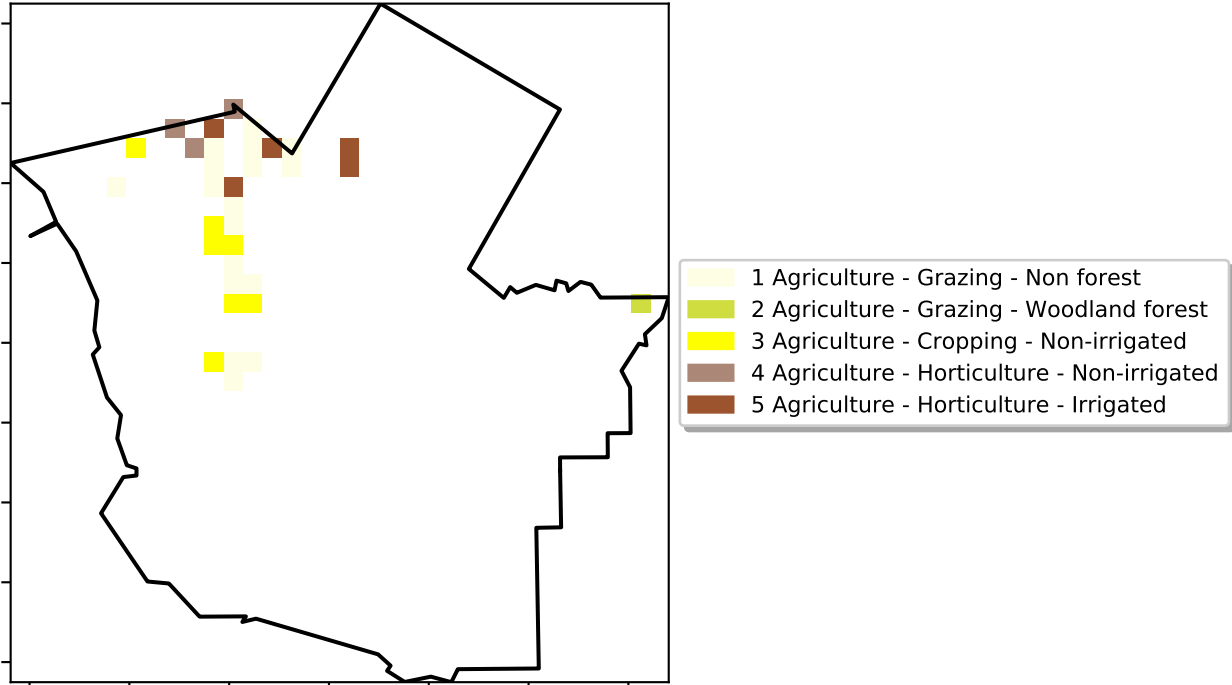 1 Agriculture - Grazing - Non forest
2 Agriculture - Grazing - Woodland forest
3 Agriculture - Cropping - Non-irrigated
4 Agriculture - Horticulture - Non-irrigated
5 Agriculture - Horticulture - Irrigated